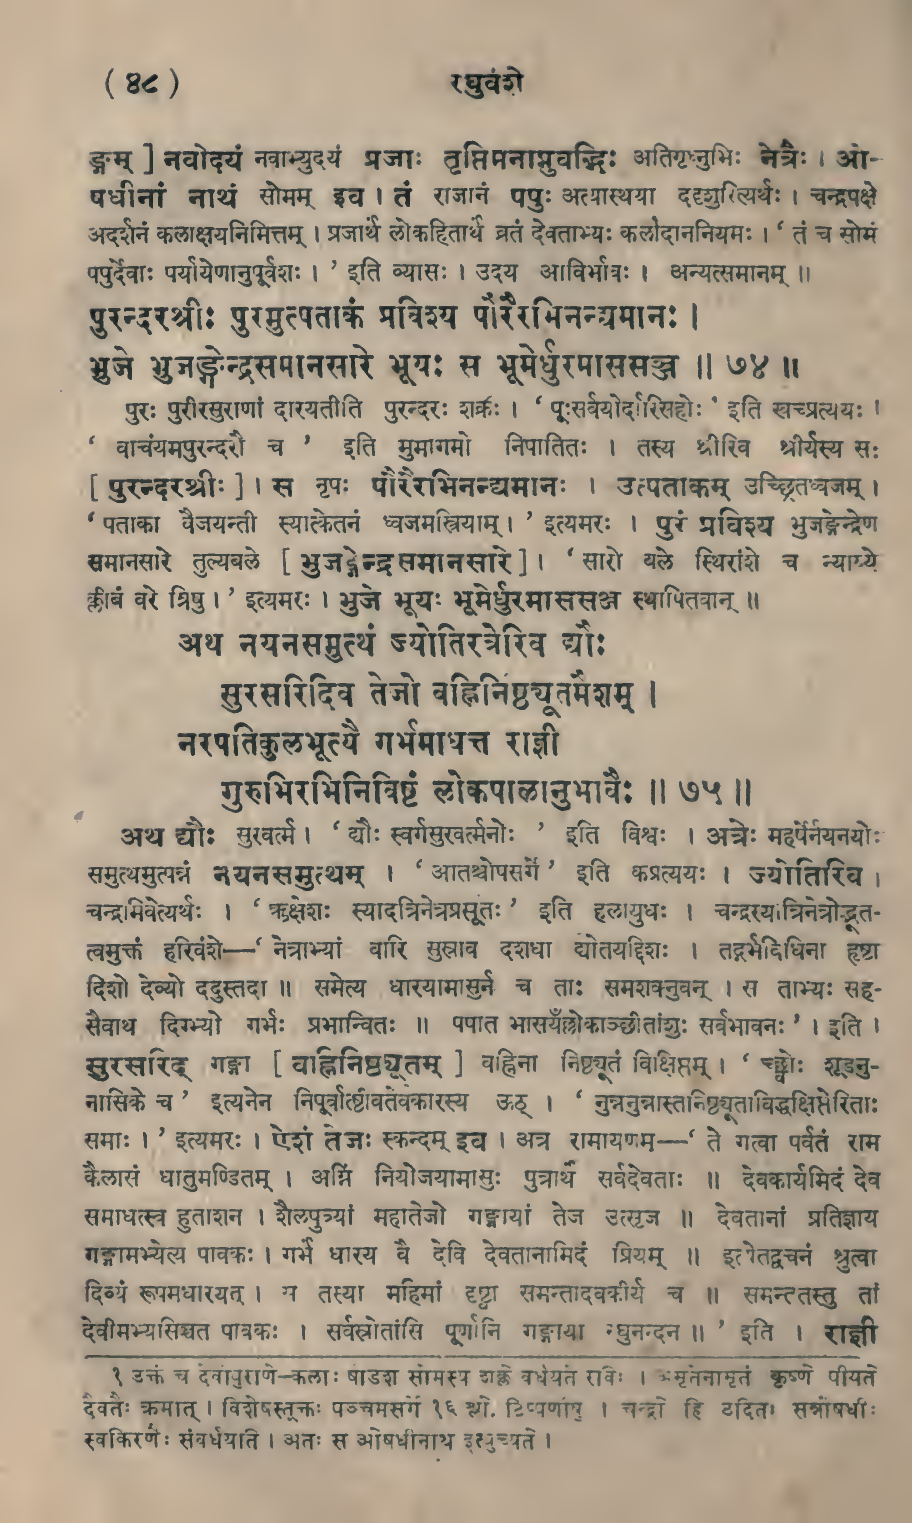 ( ४८ ) रघुवंशे
ङ्गम् ] नवोदयं नवाभ्युदयं प्रजाः तृप्तिमनाप्नुवद्भिः अतिगृध्नुभिः नेत्रैः । ओ-
षधीनां नाथं सोमम् इव । तं राजानं पपुः अत्यास्थया ददृशुरित्यर्थः । चन्द्रपक्षे
अदर्शनं कलाक्षयनिमित्तम् । प्रजार्थे लोकहितार्थे व्रतं देवताभ्यः कलादाननियमः । ‘ तं च सोमं
पपुर्देवाः पर्यायेणानुपूर्वशः । ’ इति व्यासः । उदय आविर्भावः । अन्यत्समानम् ॥
पुरन्दरश्रीः पुरमुत्पताकं प्रविश्य पौरैरभिनन्द्यमानः ।
भुजे भुजङ्गेन्द्रसमानसारे भूयः स भूमेर्धुरमाससञ्ज ॥ ७४ ॥
पुरः पुरीरसुराणां दारयतीति पुरन्दरः शक्रः । ‘ पूःसर्वयोर्दारिसहोः ’ इति खच्प्रत्ययः ।
‘ वाचंयमपुरन्दरौ च ’ इति मुमागमो निपातितः । तस्य श्रीरिव श्रीर्यस्य सः
[ पुरन्दरश्रीः ] । स नृपः पौरैरभिनन्द्यमानः । उत्पताकम् उच्छ्रितध्वजम् ।
‘ पताका वैजयन्ती स्यात्केतनं ध्वजमस्त्रियाम् । ’ इत्यमरः । पुरं प्रविश्य भुजङ्गेन्द्रेण
समानसारे तुल्यबले [ भुजङ्गेन्द्रसमानसारे ] । ‘ सारो बले स्थिरांशे च न्याय्ये
क्लीबं वरे त्रिषु । ’ इत्यमरः । भुजे भूयः भूमेर्धुरमाससञ्ज स्थापितवान् ॥
अथ नयनसमुत्थं ज्योतिरत्रेरिव द्यौः
सुरसरिदिव तेजो वह्निनिष्ठ्यूतमैशम् ।
नरपतिकुलभूत्यै गर्भमाधत्त राज्ञी
गुरुभिरभिनिविष्टं लोकपालानुभावैः ॥ ७५ ॥
अथ द्यौः सुरवर्त्म । ‘ द्यौः स्वर्गसुरवर्त्मनोः ’ इति विश्वः । अत्रेः महर्षेर्नयनयोः
समुत्थमुत्पन्नं नयनसमुत्थम् । ‘ आतश्चोपसर्गे ’ इति कप्रत्ययः । ज्योतिरिव ।
चन्द्रमिवेत्यर्थः । ‘ ऋक्षेशः स्यादत्रिनेत्रप्रसूतः ’ इति हलायुधः । चन्द्रस्यात्रिनेत्रोद्भूत-
त्वमुक्तं हरिवंशे—‘ नेत्राभ्यां वारि सुस्राव दशधा द्योतयद्दिशः । तद्गर्भविधिना हृष्टा
दिशो देव्यो दधुस्तदा ॥ समेत्य धारयामासुर्न च ताः समशक्नुवन् । स ताभ्यः सह-
सैवाथ दिग्भ्यो गर्भः प्रभान्वितः ॥ पपात भासयँल्लोकाञ्छीतांशुः सर्वभावनः ’ । इति ।
सुरसरिद् गङ्गा [ वह्निनिष्ठ्यूतम् ] वह्निना निष्ठ्यूतं विक्षिप्तम् । ‘ च्छ्वोः शूडनु-
नासिके च ’ इत्यनेन निपूर्वात्ष्ठीवतेर्वकारस्य ऊठ् । ‘ नुत्तनुन्नास्तनिष्ठ्यूताविद्धक्षिप्तेरिताः
समाः । ’ इत्यमरः । ऐशं तेजः स्कन्दम् इव । अत्र रामायणम्—‘ ते गत्वा पर्वतं राम
कैलासं धातुमण्डितम् । अग्निं नियोजयामासुः पुत्रार्थं सर्वदेवताः ॥ देवकार्यमिदं देव
समाधत्स्व हुताशन । शैलपुत्र्यां महातेजो गङ्गायां तेज उत्सृज ॥ देवतानां प्रतिज्ञाय
गङ्गामभ्येत्य पावकः । गर्भं धारय वै देवि देवतानामिदं प्रियम् ॥ इत्येतद्वचनं श्रुत्वा
दिव्यं रूपमधारयत् । स तस्या महिमां दृष्ट्वा समन्तादवकीर्य च ॥ समन्ततस्तु तां
देवीमभ्यसिञ्चत पावकः । सर्वस्रोतांसि पूर्णानि गङ्गाया रघुनन्दन ॥ ’ इति । राज्ञी
१ उक्तं च देवीपुराणे-कलाः षोडश सोमस्य शुक्ले वर्धयते रविः । अमृतेनामृतं कृष्णे पीयते
दैवतैः क्रमात् । विशेषस्तूक्तः पञ्चमसर्गे १६ श्लो. टिप्पणीषु । चन्द्रो हि उदितः सन्नोषधीः
स्वकिरणैः संवर्धयति । अतः स ओषधीनाथ इत्युच्यते ।